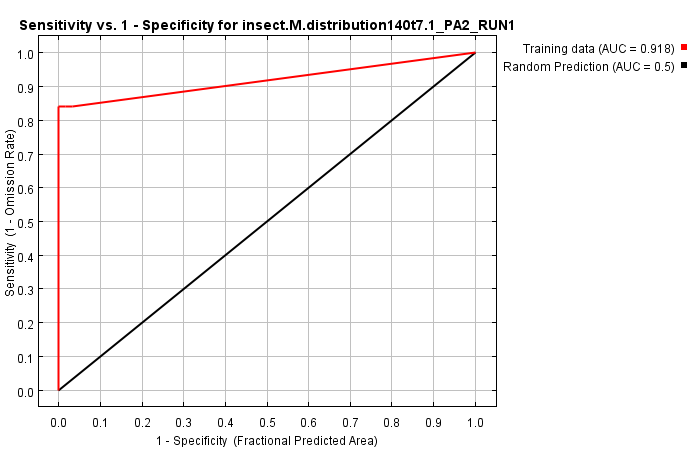 Sensitivity vs. 1 - Specificity for insect.M.distribution140t7.1_PA2_RUN1
Training data (AUC = 0.918)
Random Prediction (AUC = 0.5)
Sensitivity (1 - Omission Rate)
1.0
0.9
0.8
0.7
0.6
0.5
0.4
0.3
0.2
0.1
0.0
0.0 0.1 0.2 0.3 0.4 0.5 0.6 0.7 0.8 0.9 1.0
1 - Specificity (Fractional Predicted Area)